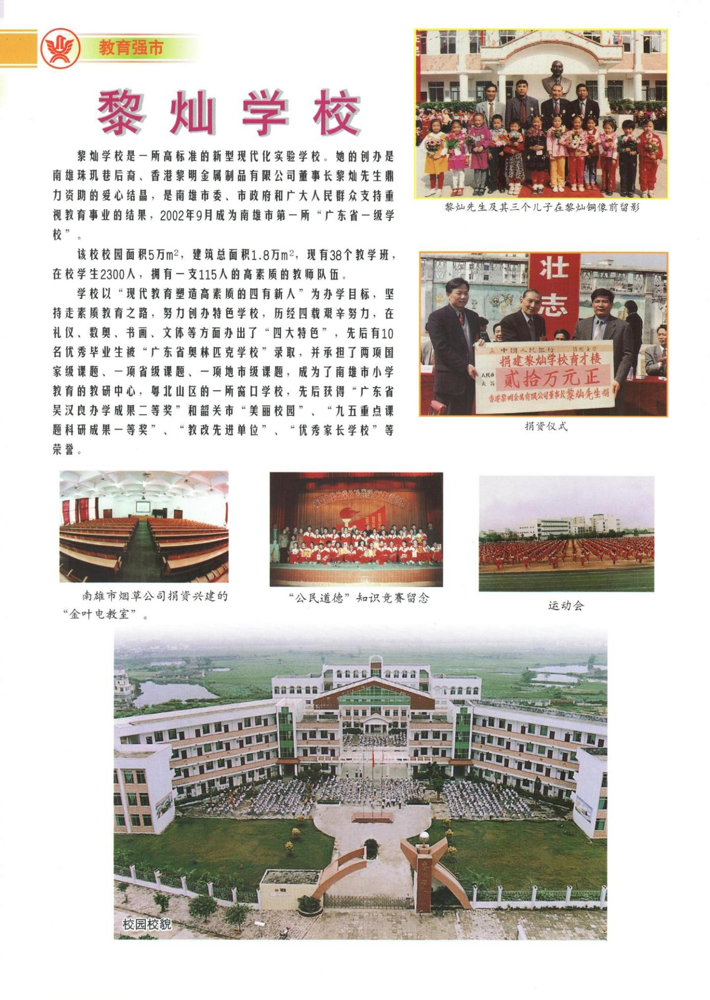 教育强市
黎灿学校
黎灿学校是一所高标准的新型现代化实验学校。她的创办是
南雄珠玑巷后裔、香港黎明金属制品有限公司董事长黎灿先生鼎
力资助的爱心结晶，是南雄市委、市政府和广大人民群众支持重
视教育事业的结果，2002年9月成为南雄市第一所“广东省一级学
校”。
该校校园面积5万m²，建筑总面积1.8万m²，现有38个教学班，
在校学生2300人，拥有一支115人的高素质的教师队伍。
学校以“现代教育塑造高素质的四有新人”为办学目标，坚
持走素质教育之路，努力创办特色学校，历经四载艰辛努力，在
礼仪、数奥、书画、文体等方面办出了“四大特色”，先后有10
名优秀毕业生被“广东省奥林匹克学校”录取，并承担了两项国
家级课题、一项省级课题、一项地市级课题，成为了南雄市小学
教育的教研中心，粤北山区的一所窗口学校，先后获得“广东省
吴汉良办学成果二等奖”和韶关市“美丽校园”、“九五重点课
题科研成果一等奖”、“教改先进单位”、“优秀家长学校”等
荣誉。
黎灿先生及其三个儿子在黎灿铜像前留影
壮志
中国人民银行
捐建黎灿学校育才楼
人民币
大写
贰拾万元正
香港黎明金属有限公司董事长黎灿先生捐
捐资仪式
南雄市黎灿学校“公民道德”知识竞赛
南雄市烟草公司捐资兴建的
“金叶电教室”。
“公民道德”知识竞赛留念
运动会
校园校貌